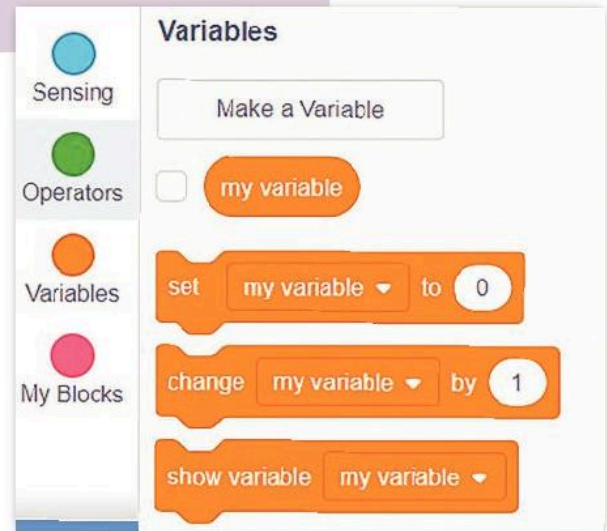 Sensing
Operators
Variables
My Blocks
Variables
Make a Variable
my variable
set my variable to 0
change my variable by 1
show variable my variable